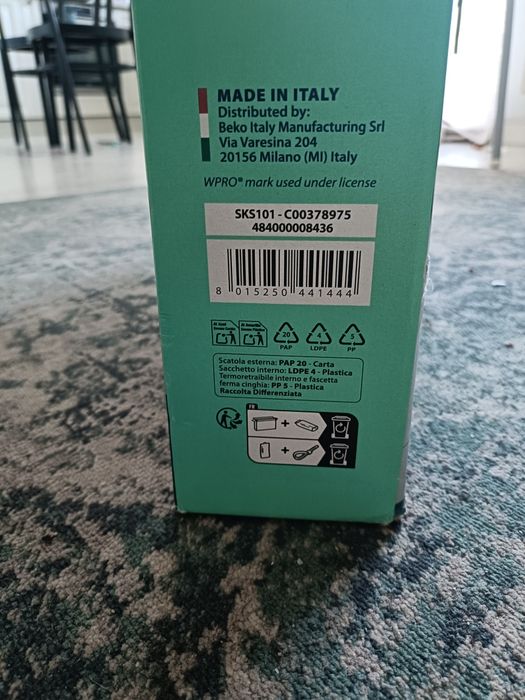 MADE IN ITALY
Distributed by:
Beko Italy Manufacturing Srl
Via Varesina 204
20156 Milano (MI) Italy
WPRO® mark used under license
SKS101 - C00378975
484000008436
8 015250 441444
20
PAP
4
LDPE
5
PP
Scatola esterna: PAP 20 - Carta
Sacchetto interno: LDPE 4 - Plastica
Termoretraibile interno e fascetta
ferma cinghia: PP 5 - Plastica
Raccolta Differenziata
FR